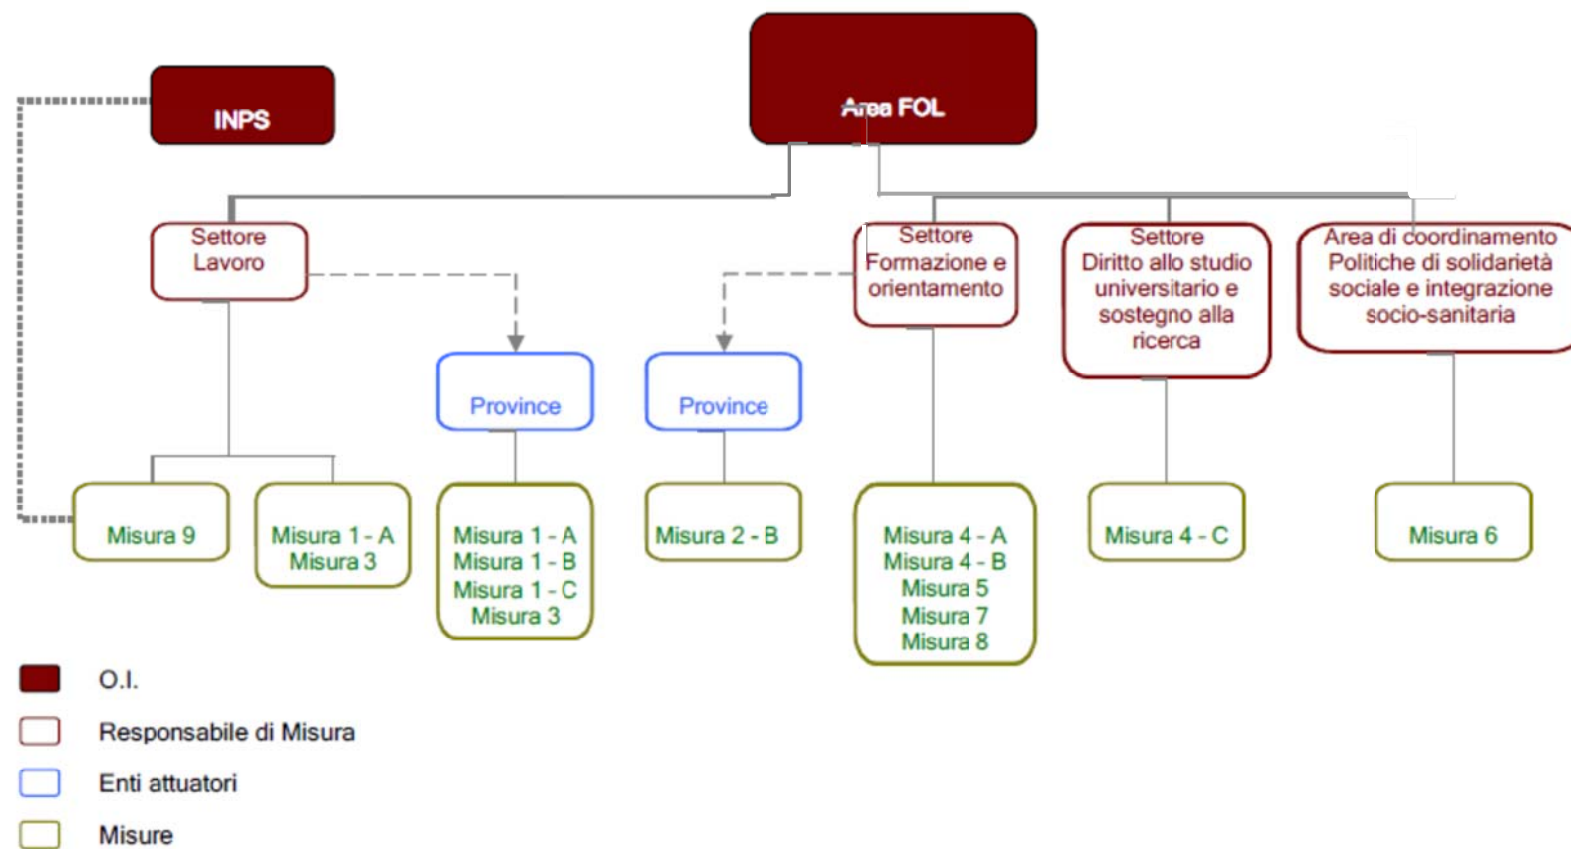 INPS
Area FOL
Settore
Lavoro
Settore
Formazione e
orientamento
Settore
Diritto allo studio
universitario e
sostegno alla
ricerca
Area di coordinamento
Politiche di solidarietà
sociale e integrazione
socio-sanitaria
Province
Province
Misura 9
Misura 1 - A
Misura 3
Misura 1 - A
Misura 1 - B
Misura 1 - C
Misura 3
Misura 2 - B
Misura 4 - A
Misura 4 - B
Misura 5
Misura 7
Misura 8
Misura 4 - C
Misura 6
O.I.
Responsabile di Misura
Enti attuatori
Misure